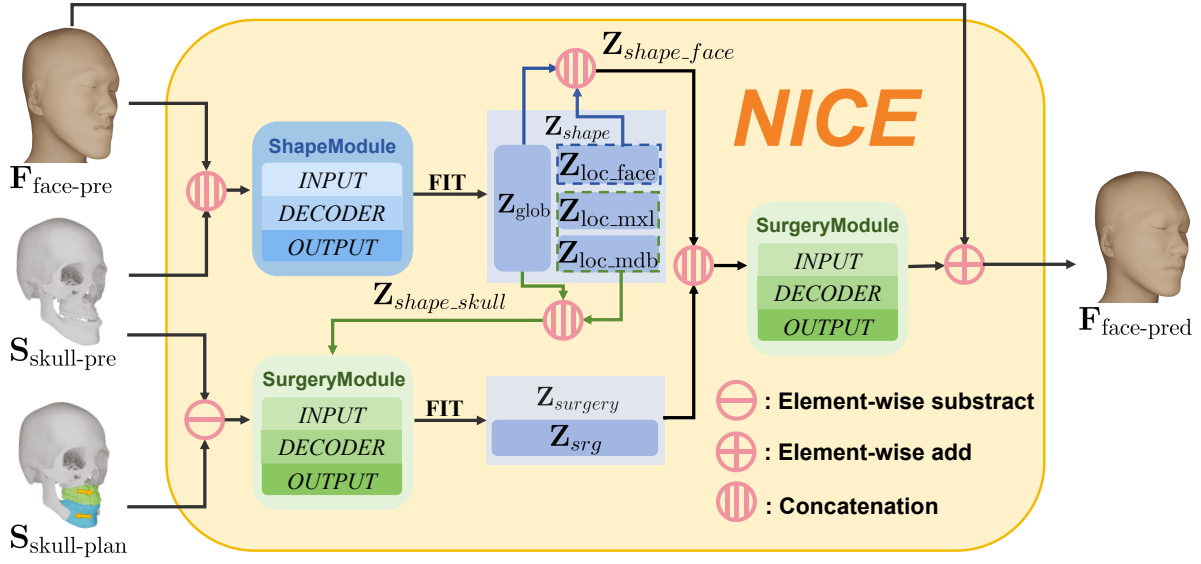 NICE
F_face-pre
S_skull-pre
S_skull-plan
ShapeModule
INPUT
DECODER
OUTPUT
FIT
Z_shape_face
Z_shape
Z_glob
Z_loc_face
Z_loc_mxl
Z_loc_mdb
Z_shape_skull
SurgeryModule
INPUT
DECODER
OUTPUT
FIT
Z_surgery
Z_srg
SurgeryModule
INPUT
DECODER
OUTPUT
F_face-pred
: Element-wise substract
: Element-wise add
: Concatenation